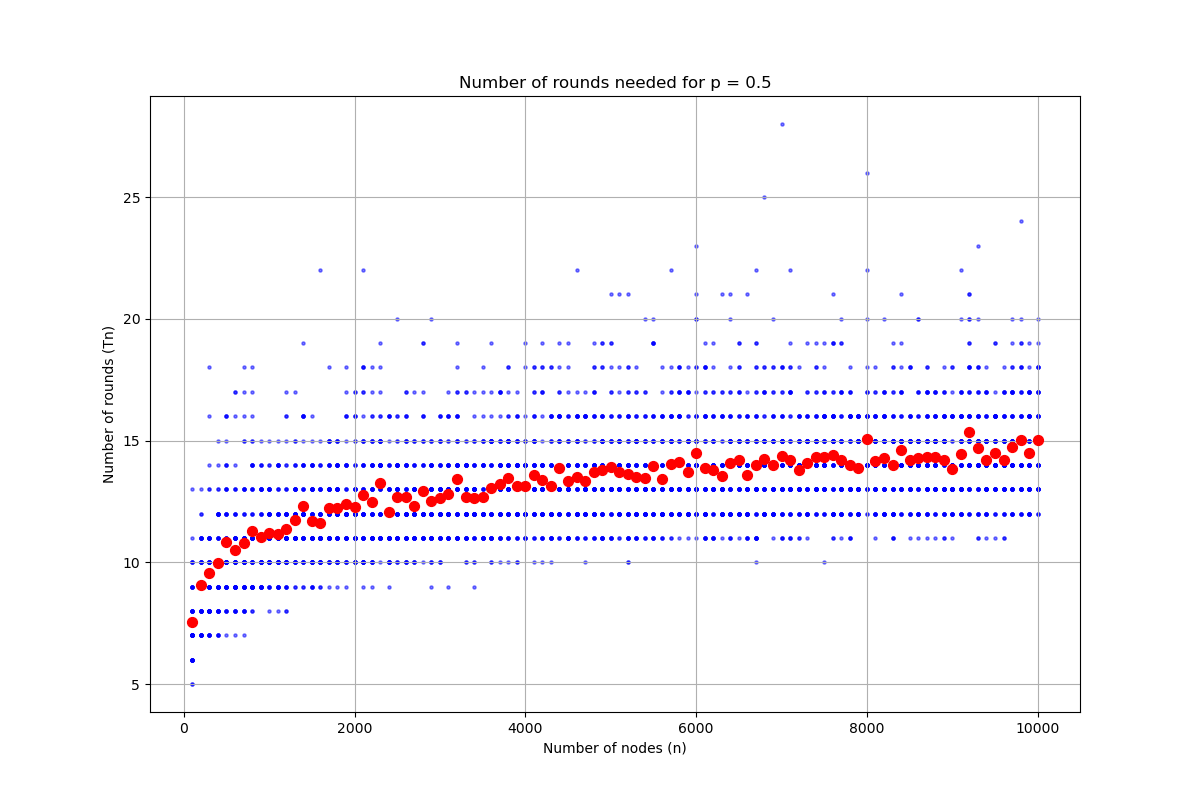 Number of rounds needed for p = 0.5
Number of rounds (Tn)
25
20
15
10
5
0 2000 4000 6000 8000 10000
Number of nodes (n)